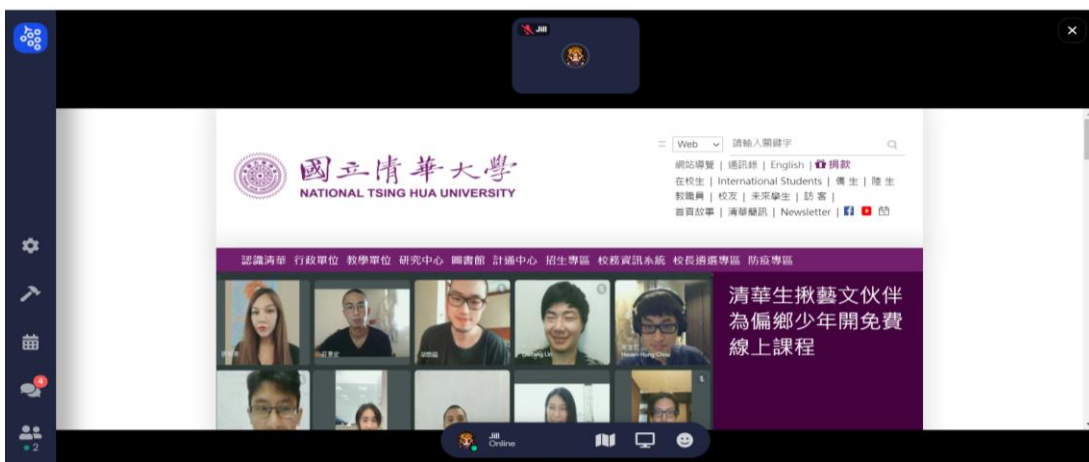 Jill
Web 請輸入關鍵字
國立清華大學
NATIONAL TSING HUA UNIVERSITY
網站導覽 | 通訊錄 | English | 捐款
在校生 | International Students | 僑 生 | 陸 生
教職員 | 校友 | 未來學生 | 訪 客 |
首頁故事 | 清華簡訊 | Newsletter |
認識清華 行政單位 教學單位 研究中心 圖書館 計通中心 招生專區 校務資訊系統 校長遴選專區 防疫專區
清華生揪藝文伙伴
為偏鄉少年開免費
線上課程
4
2
Jill
Online